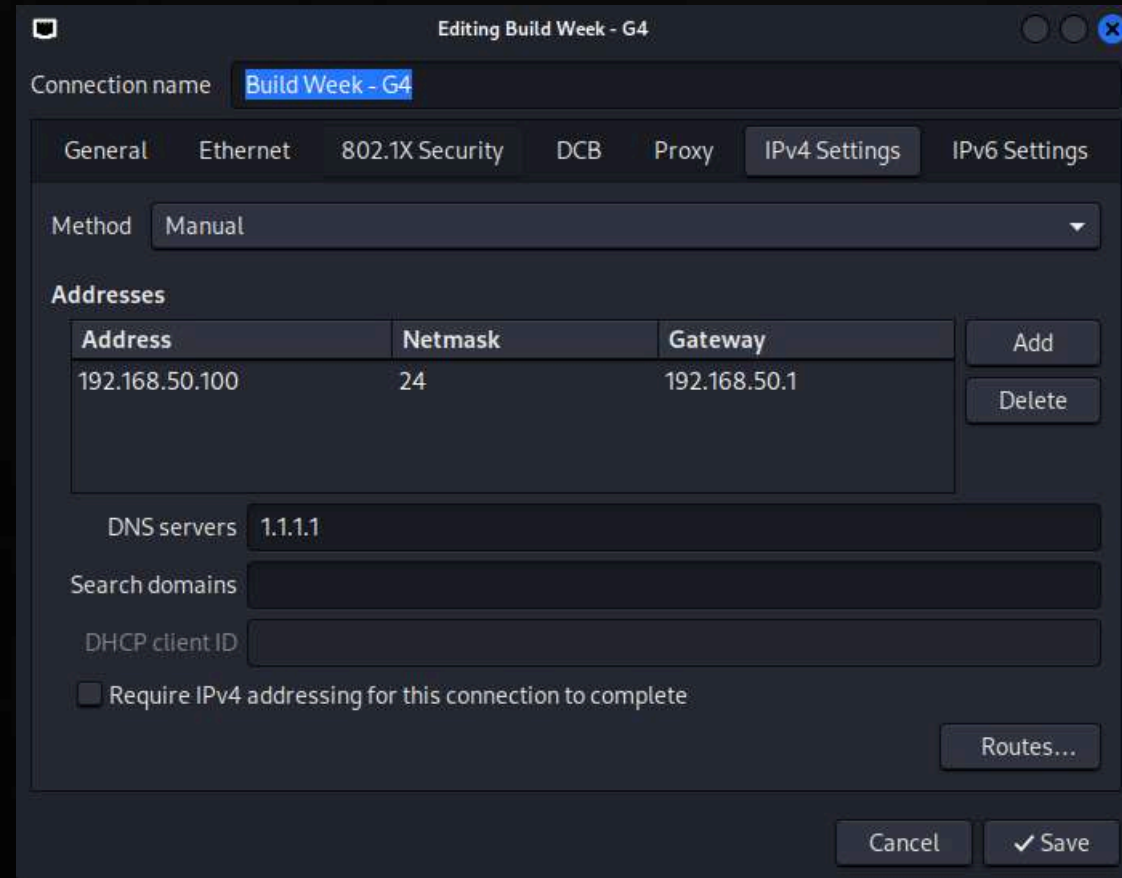 Editing Build Week - G4
Connection name Build Week - G4
General Ethernet 802.1X Security DCB Proxy IPv4 Settings IPv6 Settings
Method Manual
Addresses
Address Netmask Gateway Add
192.168.50.100 24 192.168.50.1
Delete
DNS servers 1.1.1.1
Search domains
DHCP client ID
Require IPv4 addressing for this connection to complete
Routes...
Cancel Save